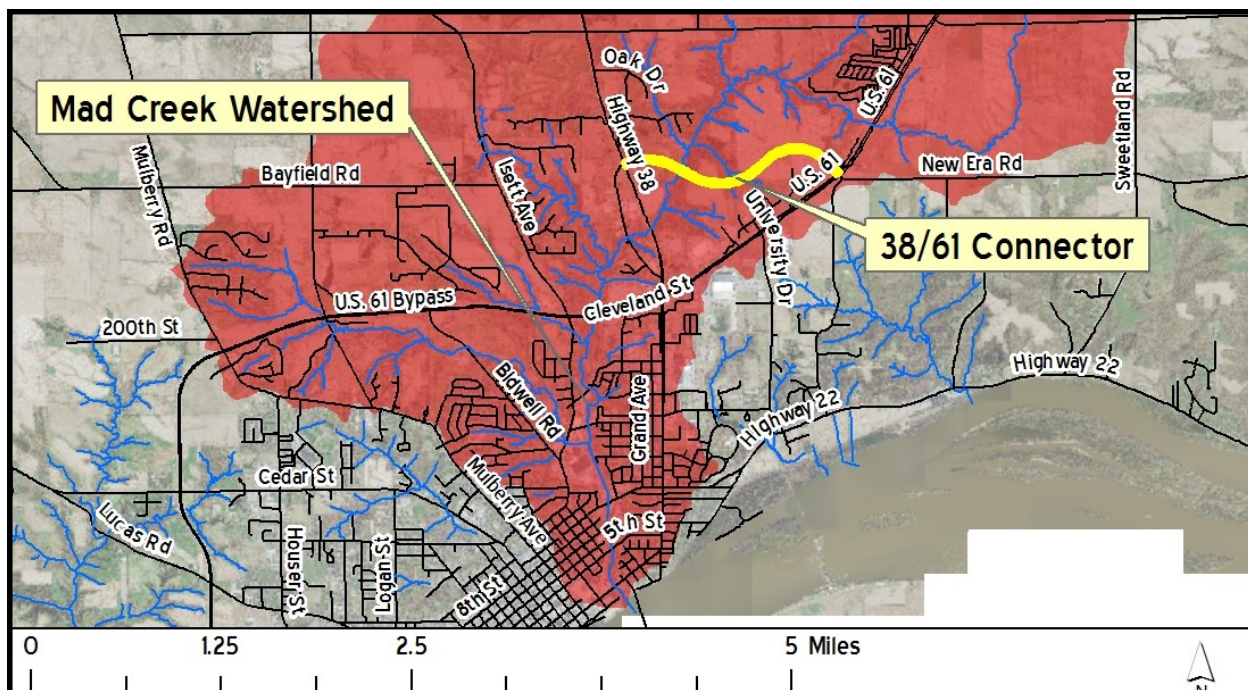 Oak Dr
U.S. 61
Highway 38
Mad Creek Watershed
Sweetland Rd
Mulberry Rd
Isett Ave
Bayfield Rd
New Era Rd
U.S. 61
University Dr
38/61 Connector
U.S. 61 Bypass
Cleveland St
200th St
Highway 22
Bidwell Rd
Grand Ave
Highway 22
Cedar St
Mulberry Ave
Lucas Rd
Houser St
Logan St
5th St
8th St
0 1.25 2.5 5 Miles
N